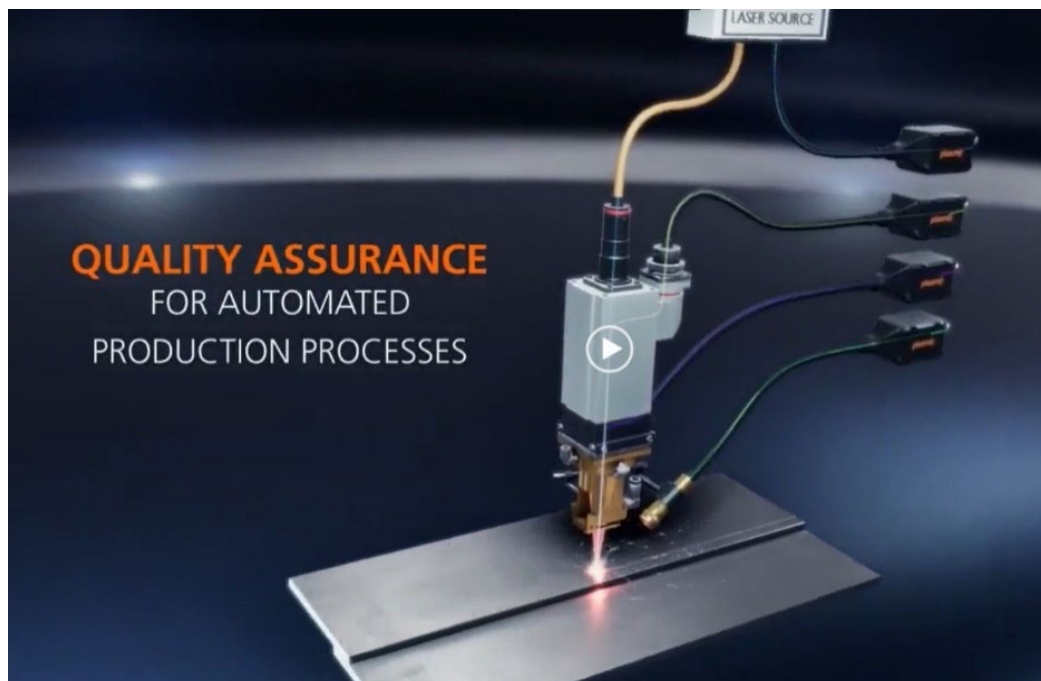 LASER SOURCE
QUALITY ASSURANCE
FOR AUTOMATED
PRODUCTION PROCESSES